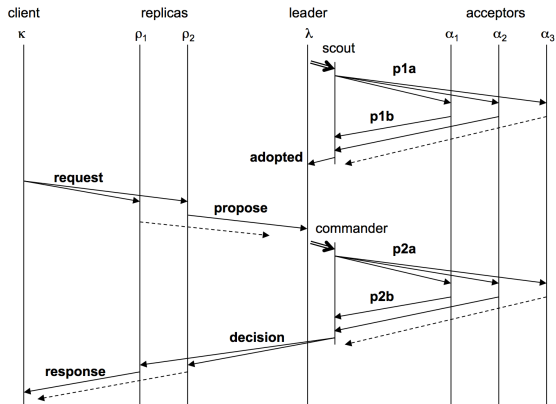 client replicas leader acceptors
κ ρ1 ρ2 λ α1 α2 α3
scout
p1a
p1b
adopted
request
propose
commander
p2a
p2b
decision
response